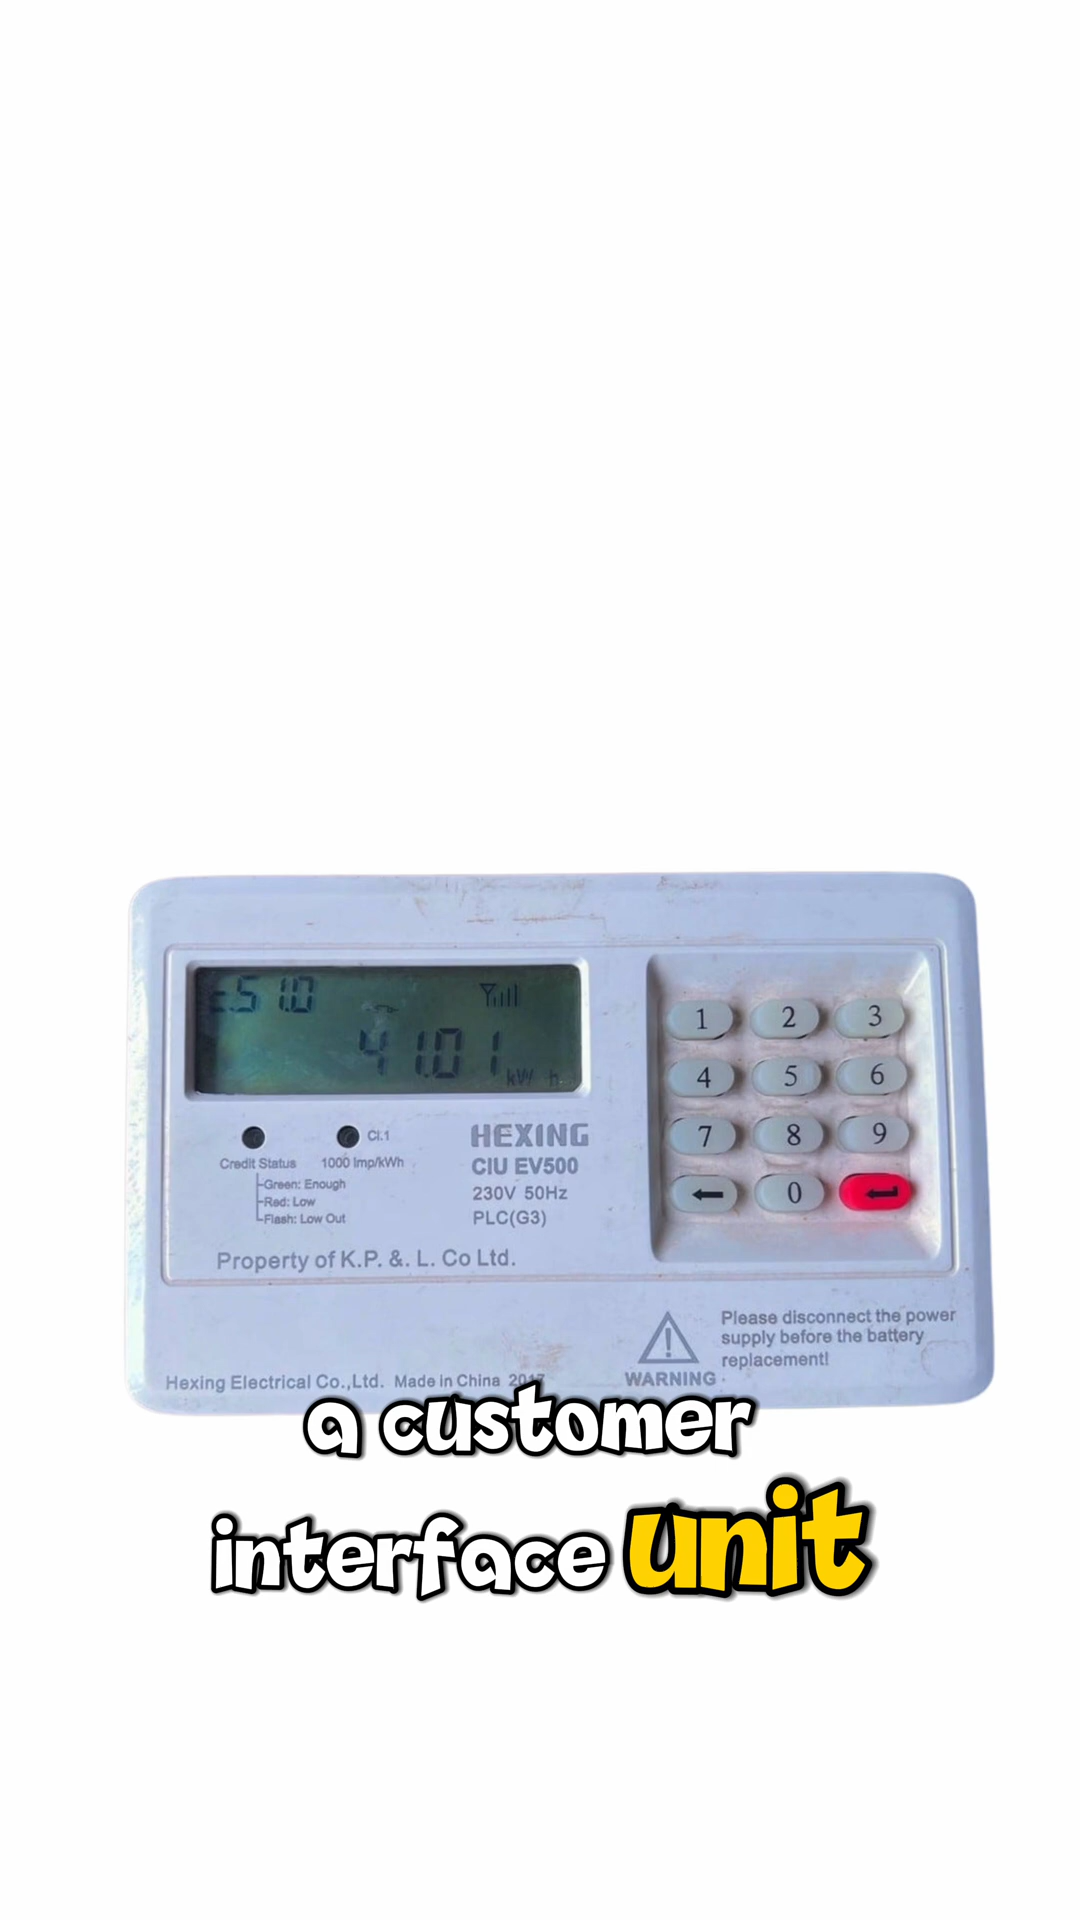 c.51.0
41.01
kW h
1 2 3
4 5 6
7 8 9
0
Cl.1
Credit Status 1000 imp/kWh
Green: Enough
Red: Low
Flash: Low Out
HEXING
CIU EV500
230V 50Hz
PLC(G3)
Property of K.P. &. L. Co Ltd.
Please disconnect the power
supply before the battery
replacement!
WARNING
Hexing Electrical Co.,Ltd. Made in China 2017
a customer
interface unit